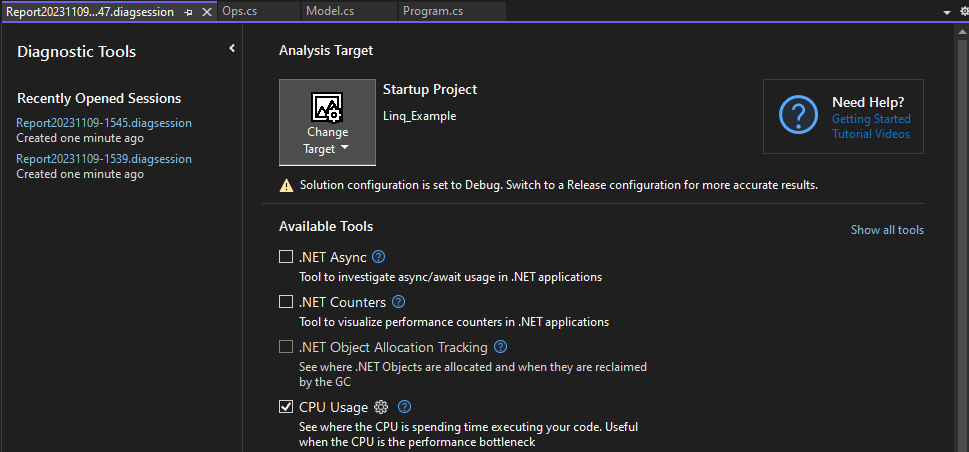 Report20231109...47.diagsession
Ops.cs
Model.cs
Program.cs
Diagnostic Tools
Recently Opened Sessions
Report20231109-1545.diagsession
Created one minute ago
Report20231109-1539.diagsession
Created one minute ago
Analysis Target
Change
Target
Startup Project
Linq_Example
Need Help?
Getting Started
Tutorial Videos
Solution configuration is set to Debug. Switch to a Release configuration for more accurate results.
Available Tools
Show all tools
.NET Async
Tool to investigate async/await usage in .NET applications
.NET Counters
Tool to visualize performance counters in .NET applications
.NET Object Allocation Tracking
See where .NET Objects are allocated and when they are reclaimed
by the GC
CPU Usage
See where the CPU is spending time executing your code. Useful
when the CPU is the performance bottleneck